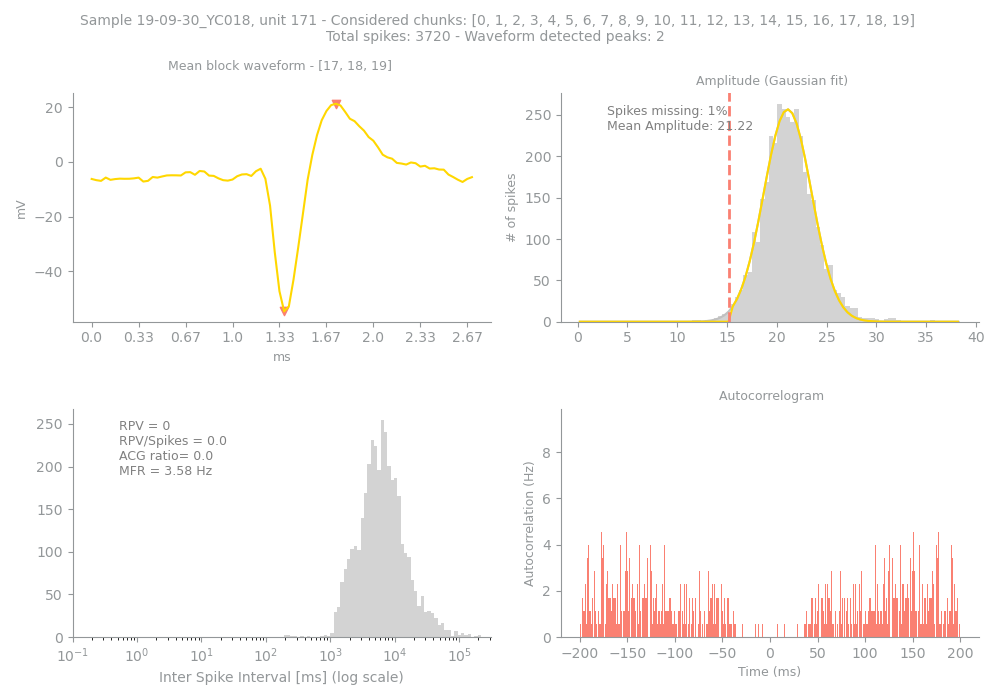 Sample 19-09-30_YC018, unit 171 - Considered chunks: [0, 1, 2, 3, 4, 5, 6, 7, 8, 9, 10, 11, 12, 13, 14, 15, 16, 17, 18, 19]
Total spikes: 3720 - Waveform detected peaks: 2
Mean block waveform - [17, 18, 19]
20
0
−20
−40
mV
0.0 0.33 0.67 1.0 1.33 1.67 2.0 2.33 2.67
ms
Amplitude (Gaussian fit)
Spikes missing: 1%
Mean Amplitude: 21.22
250
200
150
100
50
0
# of spikes
0 5 10 15 20 25 30 35 40
RPV = 0
RPV/Spikes = 0.0
ACG ratio= 0.0
MFR = 3.58 Hz
250
200
150
100
50
0
10⁻¹ 10⁰ 10¹ 10² 10³ 10⁴ 10⁵
Inter Spike Interval [ms] (log scale)
Autocorrelogram
8
6
4
2
0
Autocorrelation (Hz)
−200 −150 −100 −50 0 50 100 150 200
Time (ms)